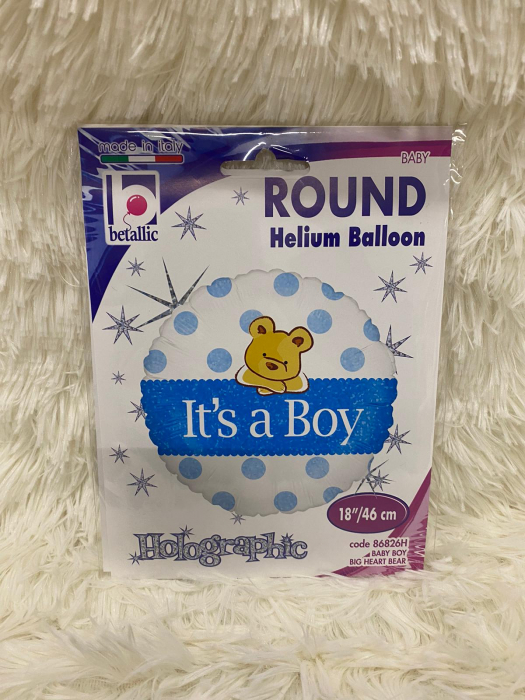 made in Italy
BABY
betallic
ROUND
Helium Balloon
It's a Boy
18"/46 cm
Holographic
code 86826H
BABY BOY
BIG HEART BEAR